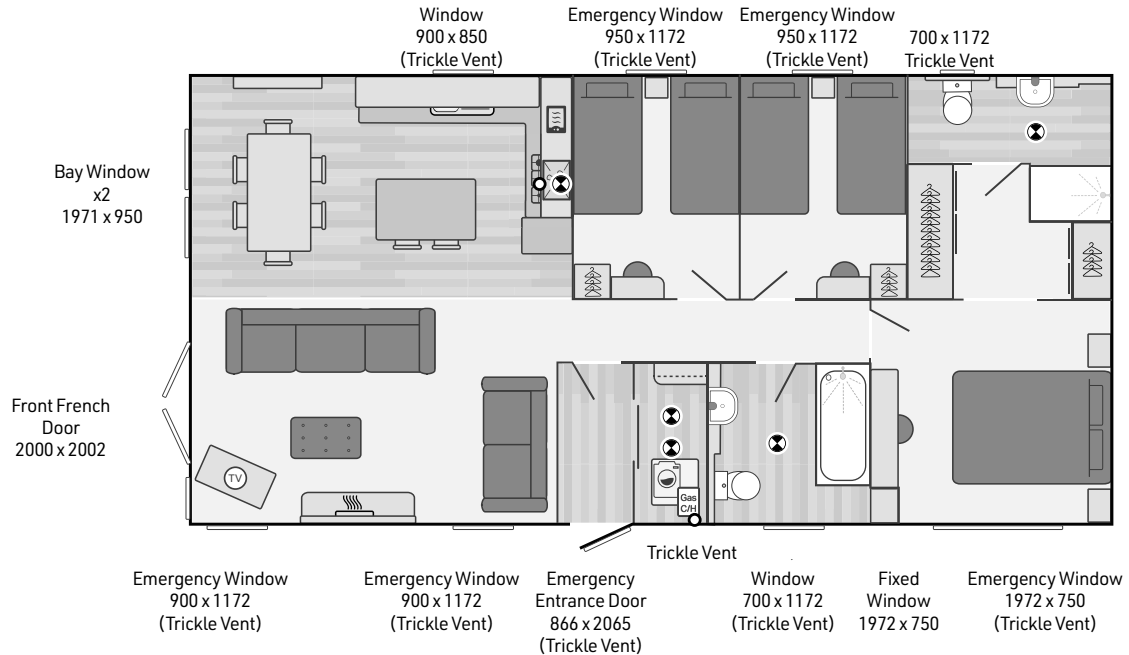 Window
900 x 850
(Trickle Vent)
Emergency Window
950 x 1172
(Trickle Vent)
Emergency Window
950 x 1172
(Trickle Vent)
700 x 1172
Trickle Vent
Bay Window
x2
1971 x 950
Front French
Door
2000 x 2002
TV
Gas
C/H
Trickle Vent
Emergency Window
900 x 1172
(Trickle Vent)
Emergency Window
900 x 1172
(Trickle Vent)
Emergency
Entrance Door
866 x 2065
(Trickle Vent)
Window
700 x 1172
(Trickle Vent)
Fixed
Window
1972 x 750
Emergency Window
1972 x 750
(Trickle Vent)